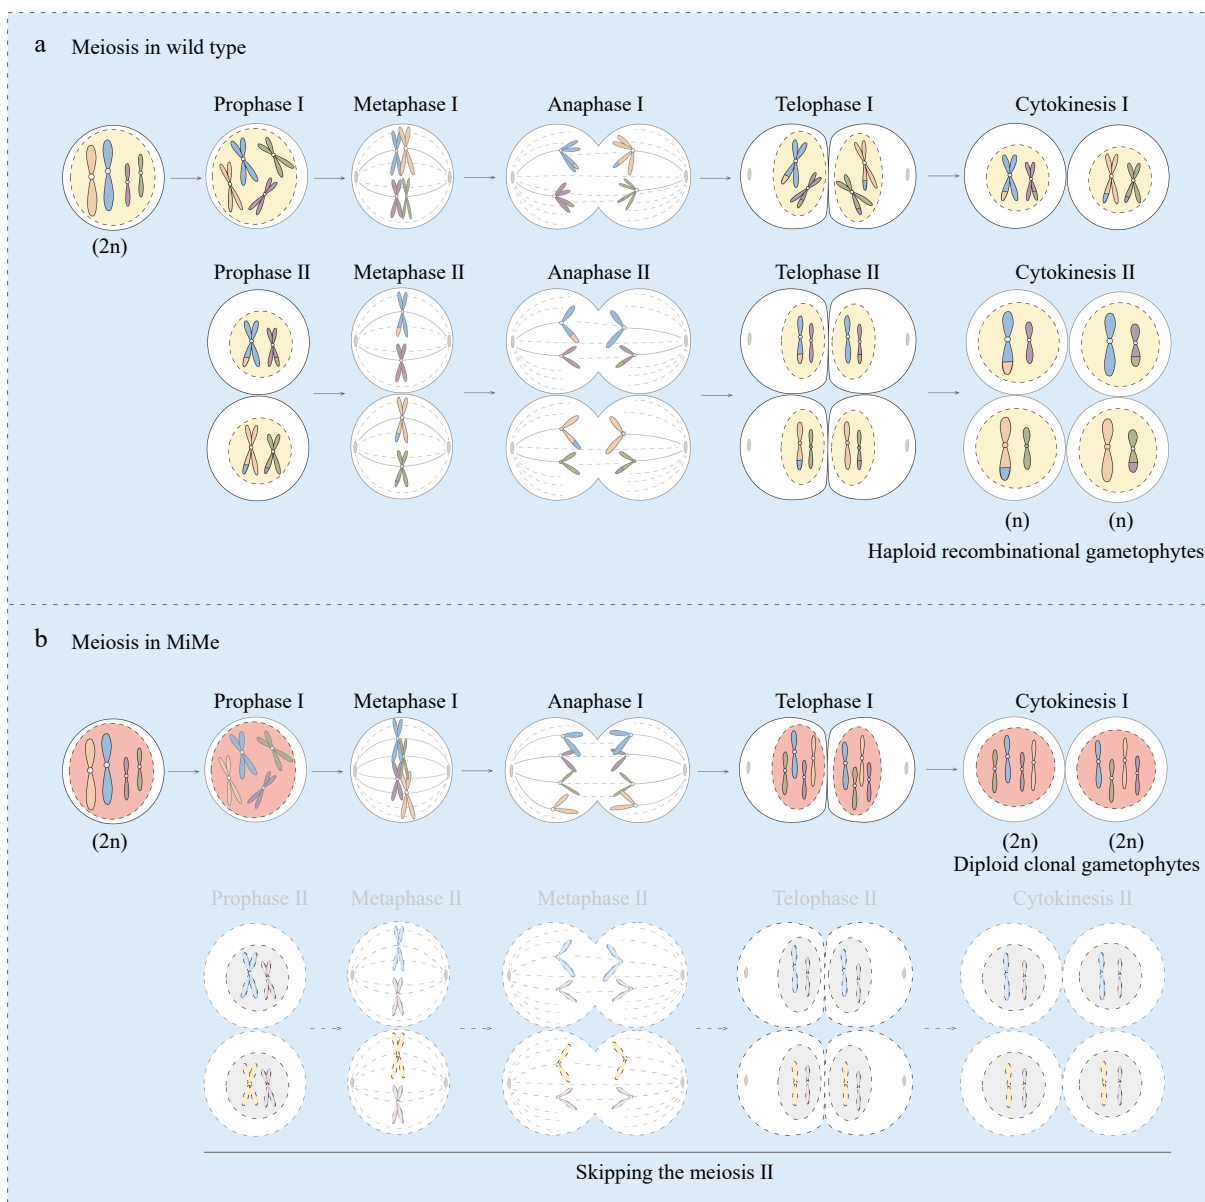 a Meiosis in wild type
Prophase I Metaphase I Anaphase I Telophase I Cytokinesis I
(2n)
Prophase II Metaphase II Anaphase II Telophase II Cytokinesis II
(n) (n)
Haploid recombinational gametophytes
b Meiosis in MiMe
Prophase I Metaphase I Anaphase I Telophase I Cytokinesis I
(2n) (2n) (2n)
Diploid clonal gametophytes
Prophase II Metaphase II Metaphase II Telophase II Cytokinesis II
Skipping the meiosis II